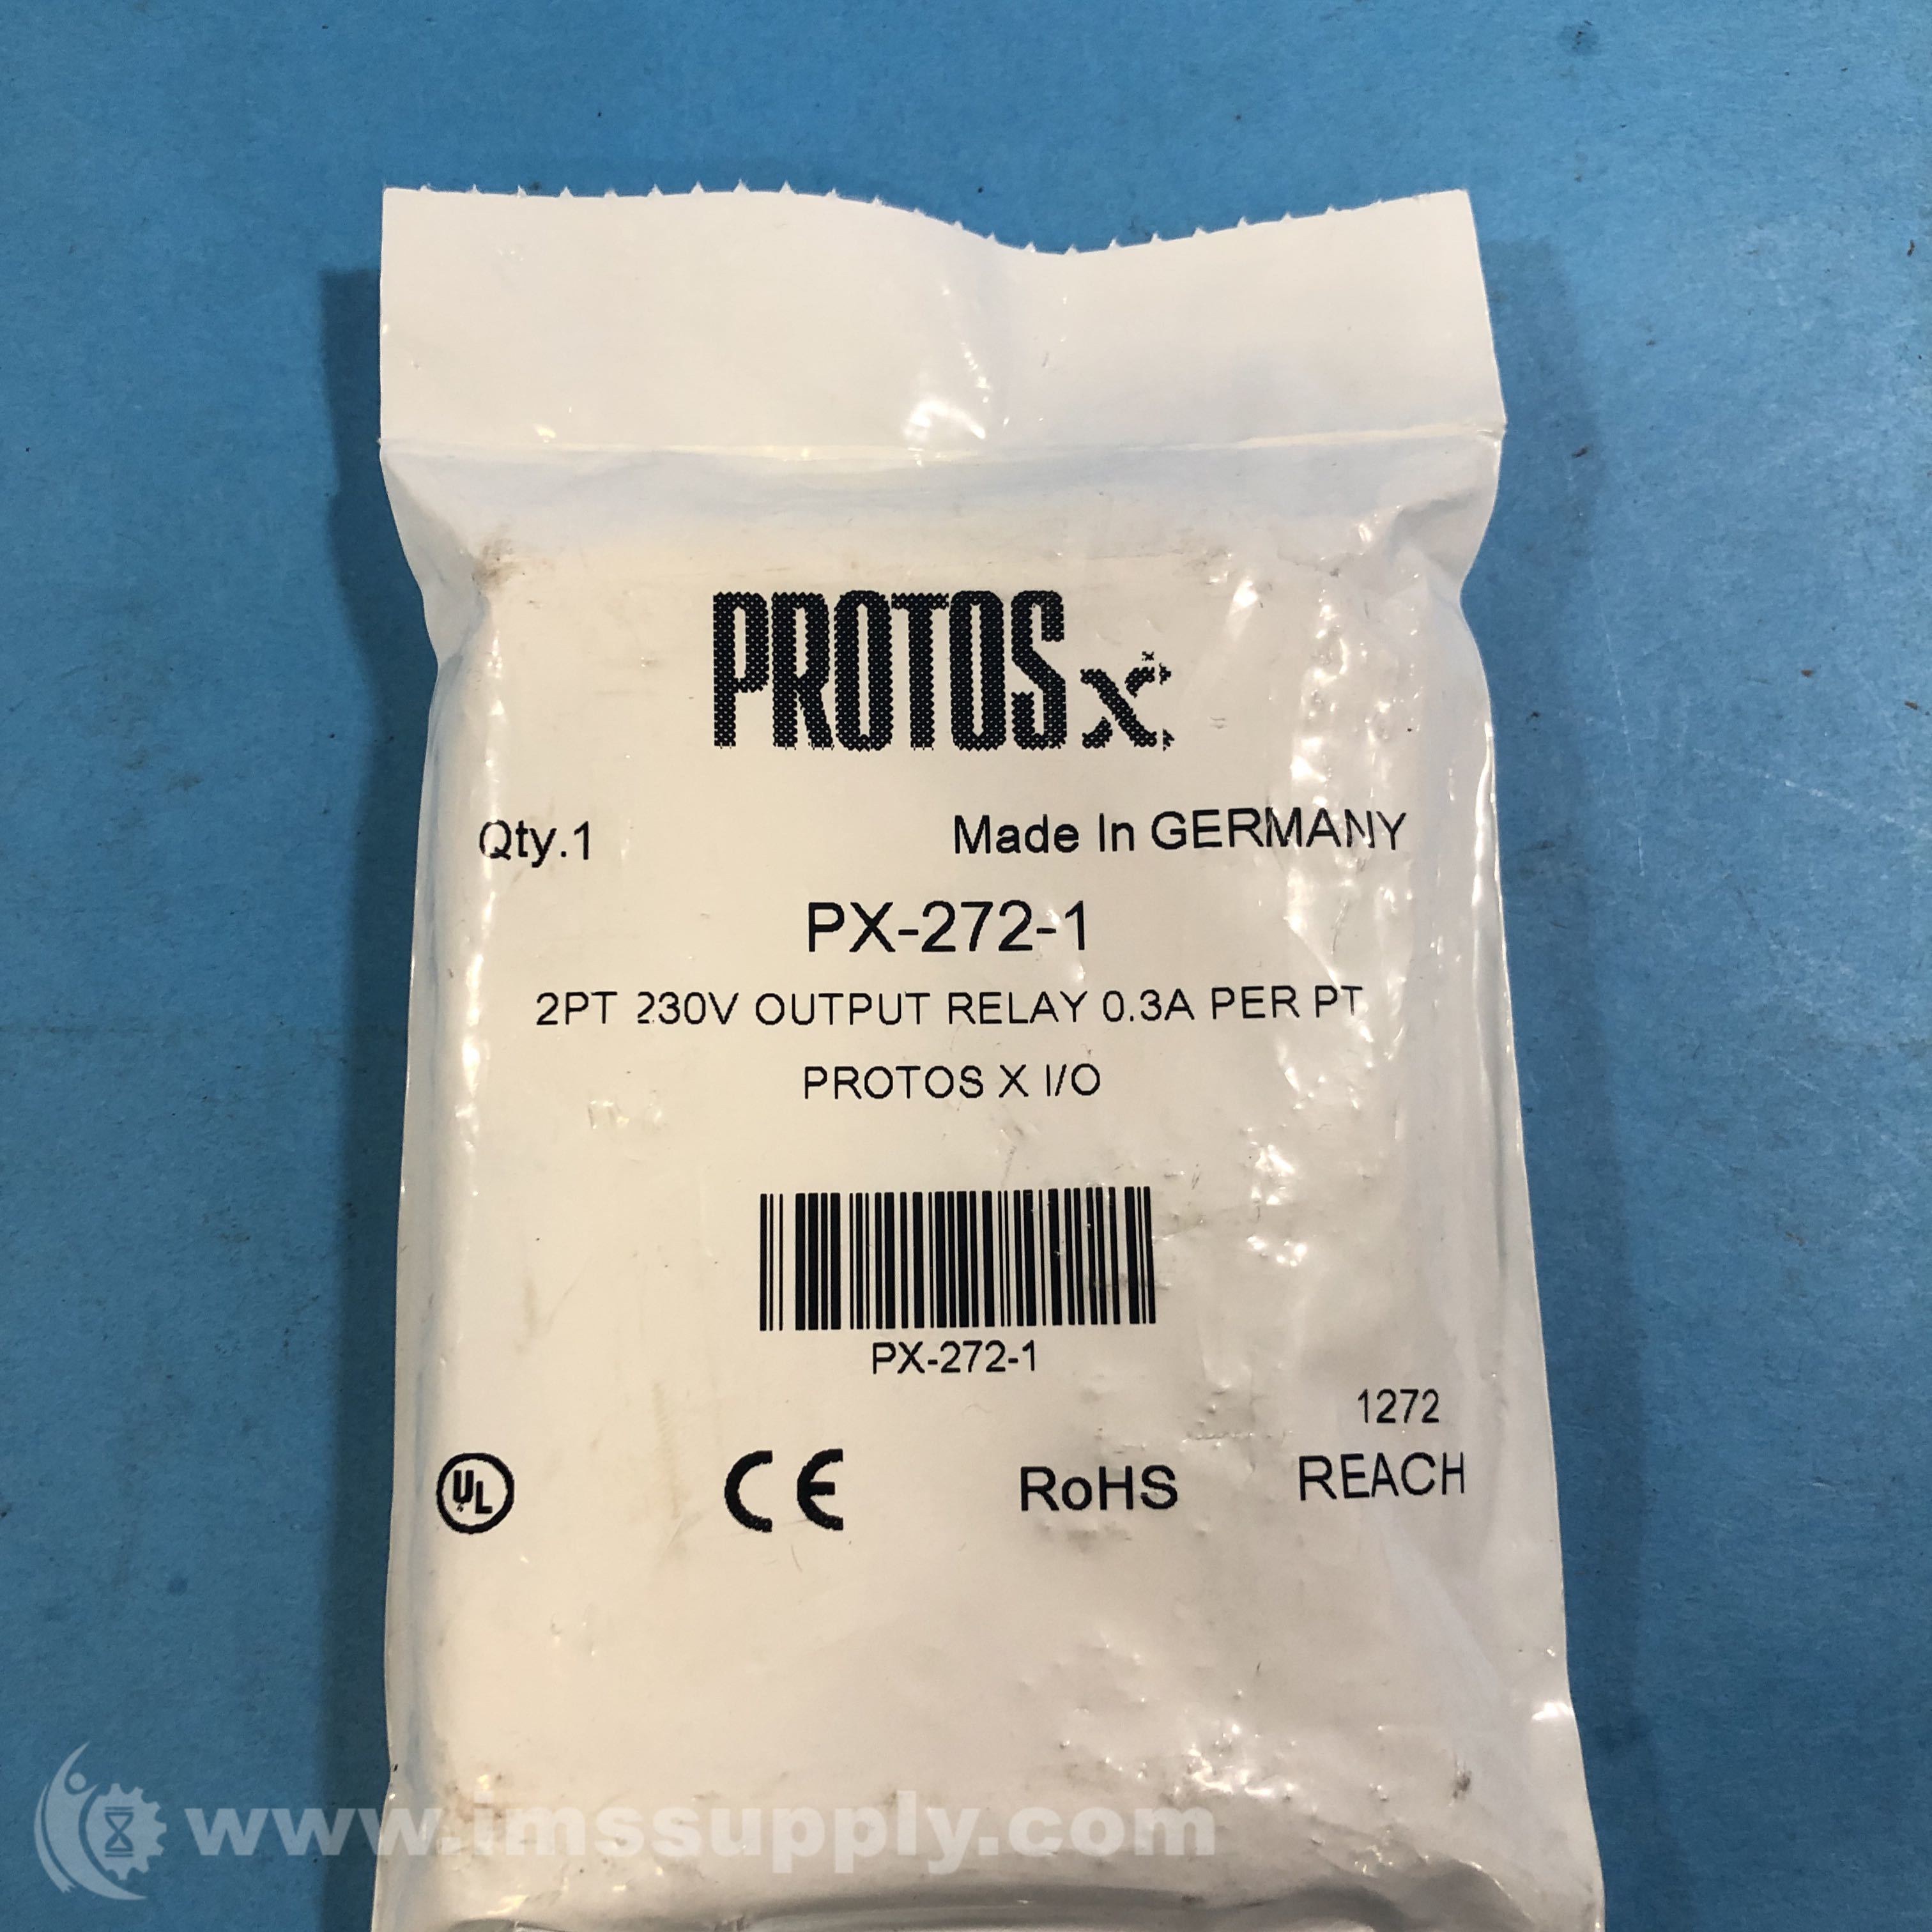 PROTOS X
Qty.1 Made In GERMANY
PX-272-1
2PT 230V OUTPUT RELAY 0.3A PER PT
PROTOS X I/O
PX-272-1
1272
UL CE RoHS REACH
www.imssupply.com